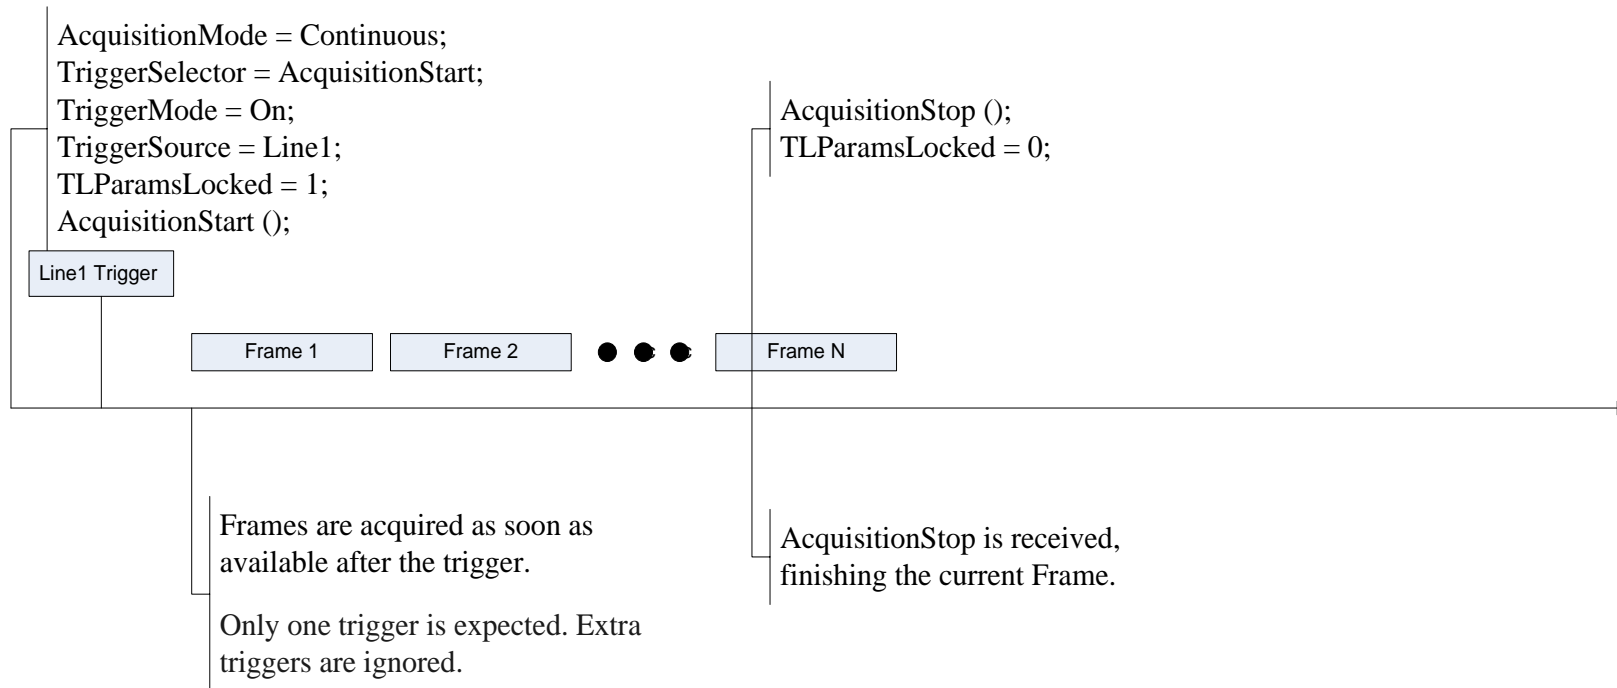 AcquisitionMode = Continuous;
TriggerSelector = AcquisitionStart;
TriggerMode = On;
TriggerSource = Line1;
TLParamsLocked = 1;
AcquisitionStart ();
AcquisitionStop ();
TLParamsLocked = 0;
Line1 Trigger
Frame 1
Frame 2
Frame N
Frames are acquired as soon as
available after the trigger.
Only one trigger is expected. Extra
triggers are ignored.
AcquisitionStop is received,
finishing the current Frame.